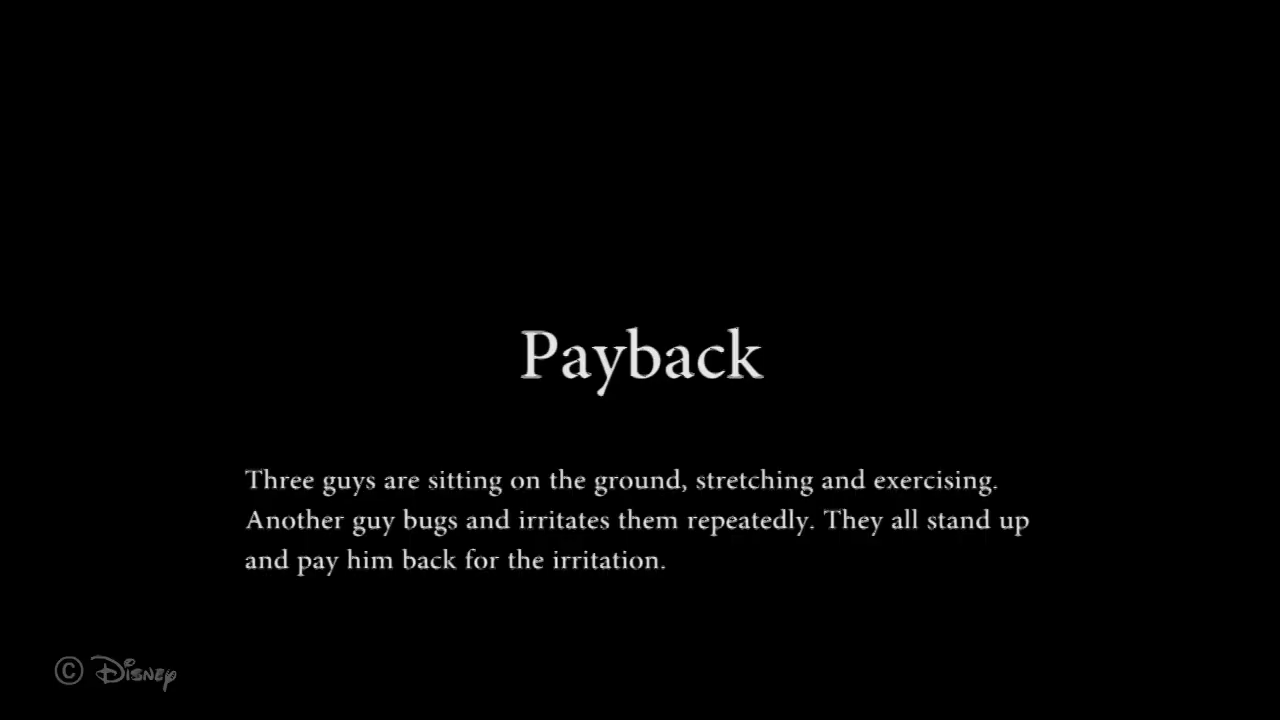 Payback
Three guys are sitting on the ground, stretching and exercising.
Another guy bugs and irritates them repeatedly. They all stand up
and pay him back for the irritation.
© Disney